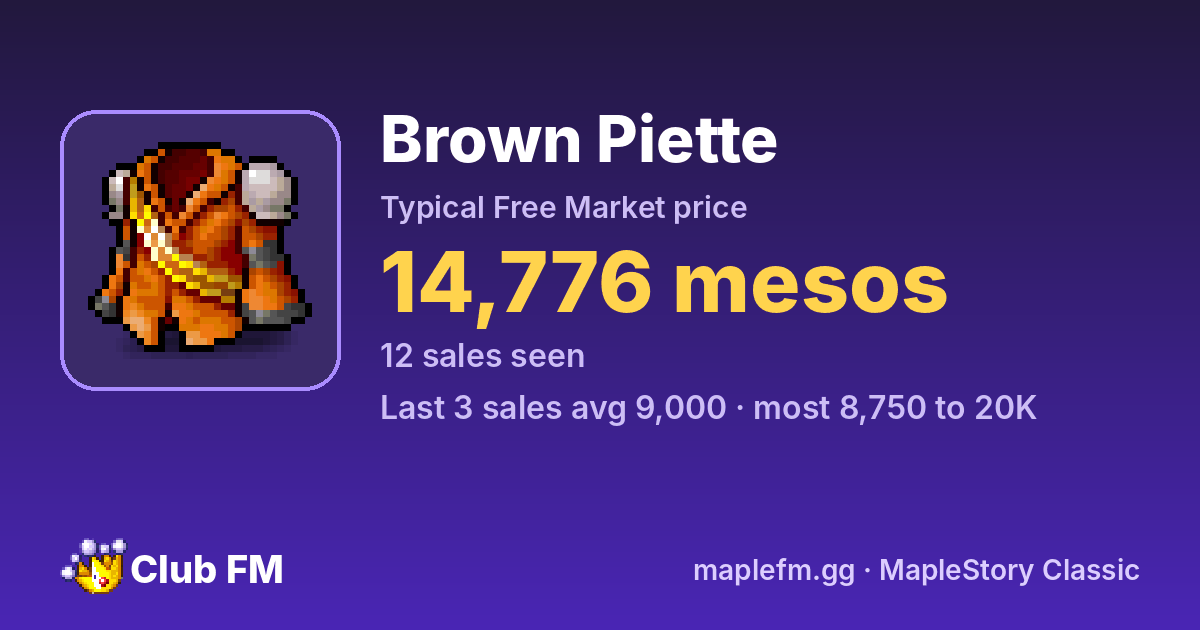 Brown Piette
Typical Free Market price
14,776 mesos
12 sales seen
Last 3 sales avg 9,000 · most 8,750 to 20K
Club FM
maplefm.gg · MapleStory Classic